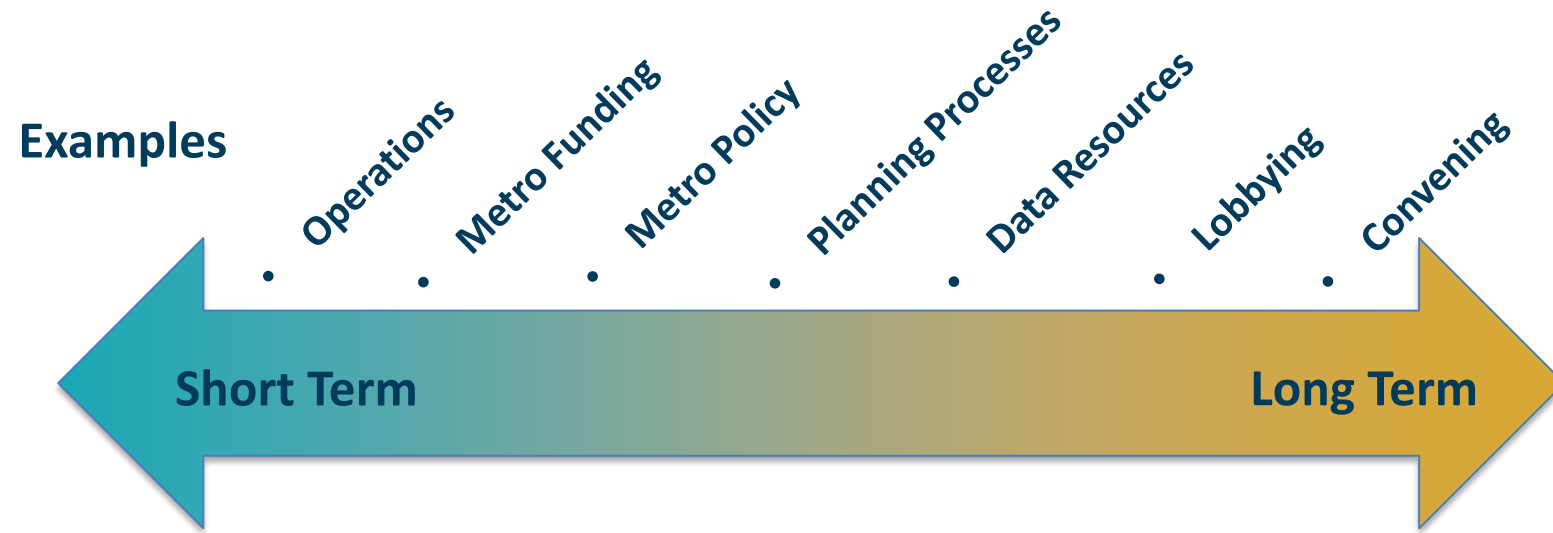 Examples
• Operations
• Metro Funding
• Metro Policy
• Planning Processes
• Data Resources
• Lobbying
• Convening
Short Term
Long Term